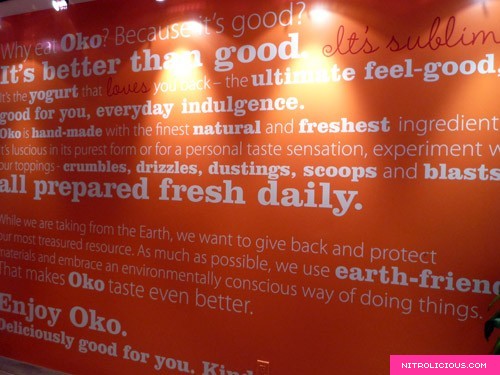 Why eat Oko? Because it's good?
It's better than good. It's sublim
It's the yogurt that loves you back – the ultimate feel-good,
good for you, everyday indulgence.
Oko is hand-made with the finest natural and freshest ingredient
It's luscious in its purest form or for a personal taste sensation, experiment w
our toppings - crumbles, drizzles, dustings, scoops and blasts
all prepared fresh daily.
While we are taking from the Earth, we want to give back and protect
our most treasured resource. As much as possible, we use earth-frien
materials and embrace an environmentally conscious way of doing things.
That makes Oko taste even better.
Enjoy Oko.
Deliciously good for you. Kind
NITROLICIOUS.COM